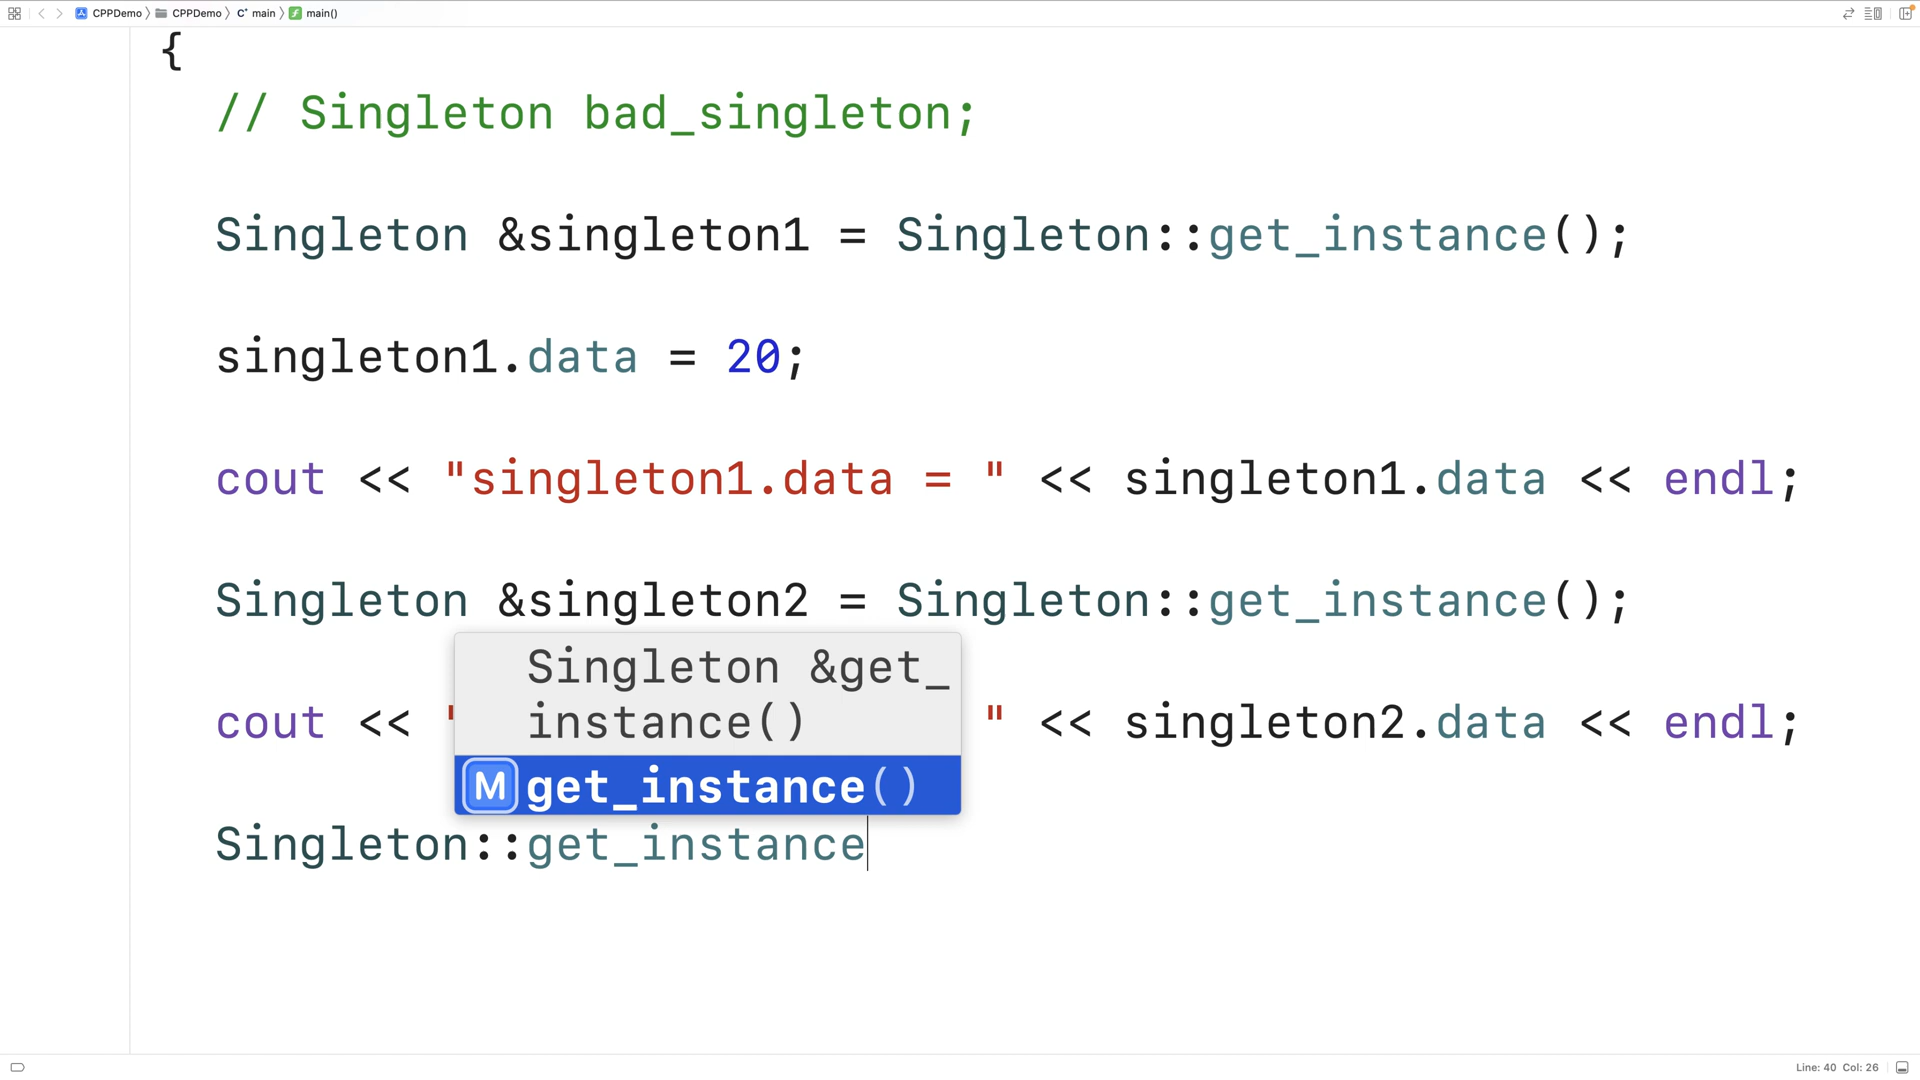 CPPDemo 〉 CPPDemo 〉 C⁺ main 〉 f main()
{
// Singleton bad_singleton;
Singleton &singleton1 = Singleton::get_instance();
singleton1.data = 20;
cout << "singleton1.data = " << singleton1.data << endl;
Singleton &singleton2 = Singleton::get_instance();
Singleton &get_
instance()
cout << " " << singleton2.data << endl;
M get_instance()
Singleton::get_instance
Line: 40 Col: 26